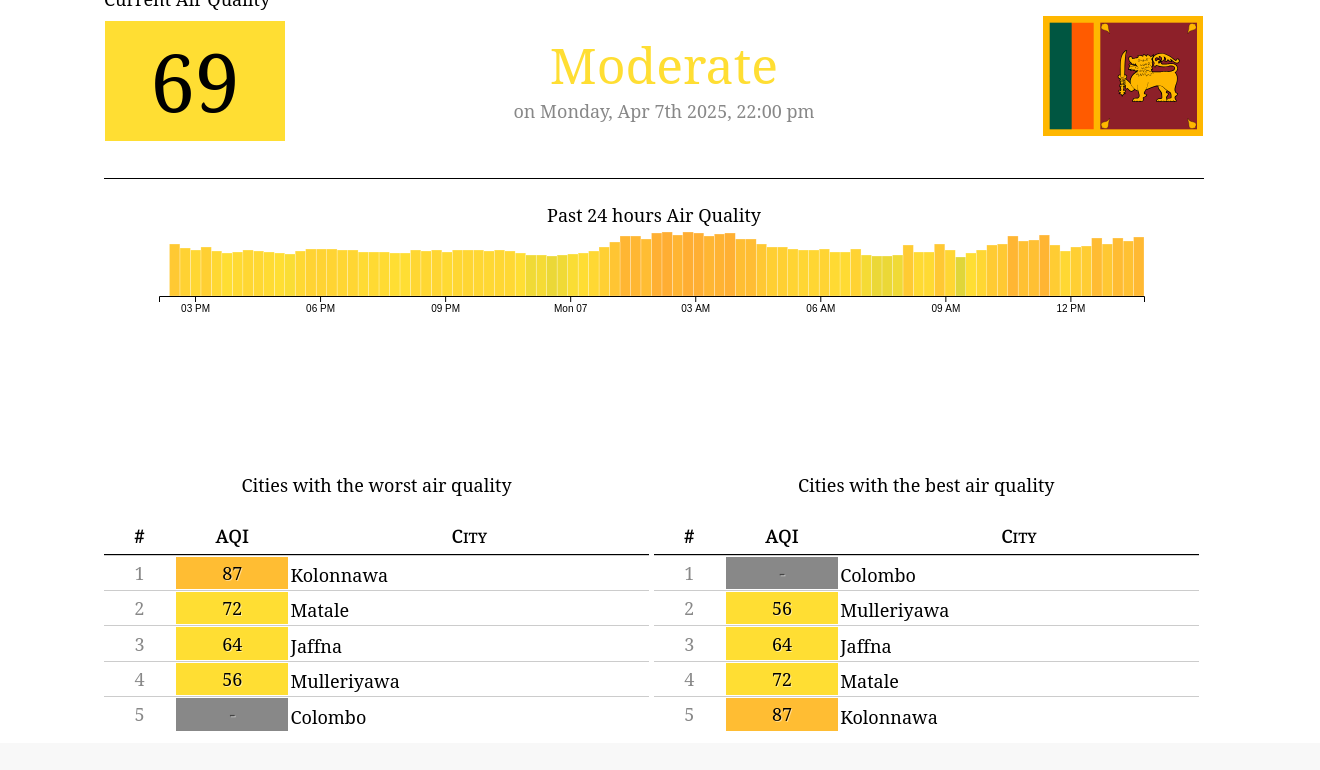 Current Air Quality
69
Moderate
on Monday, Apr 7th 2025, 22:00 pm
Past 24 hours Air Quality
03 PM 06 PM 09 PM Mon 07 03 AM 06 AM 09 AM 12 PM
Cities with the worst air quality
# AQI City
1 87 Kolonnawa
2 72 Matale
3 64 Jaffna
4 56 Mulleriyawa
5 - Colombo
Cities with the best air quality
# AQI City
1 - Colombo
2 56 Mulleriyawa
3 64 Jaffna
4 72 Matale
5 87 Kolonnawa